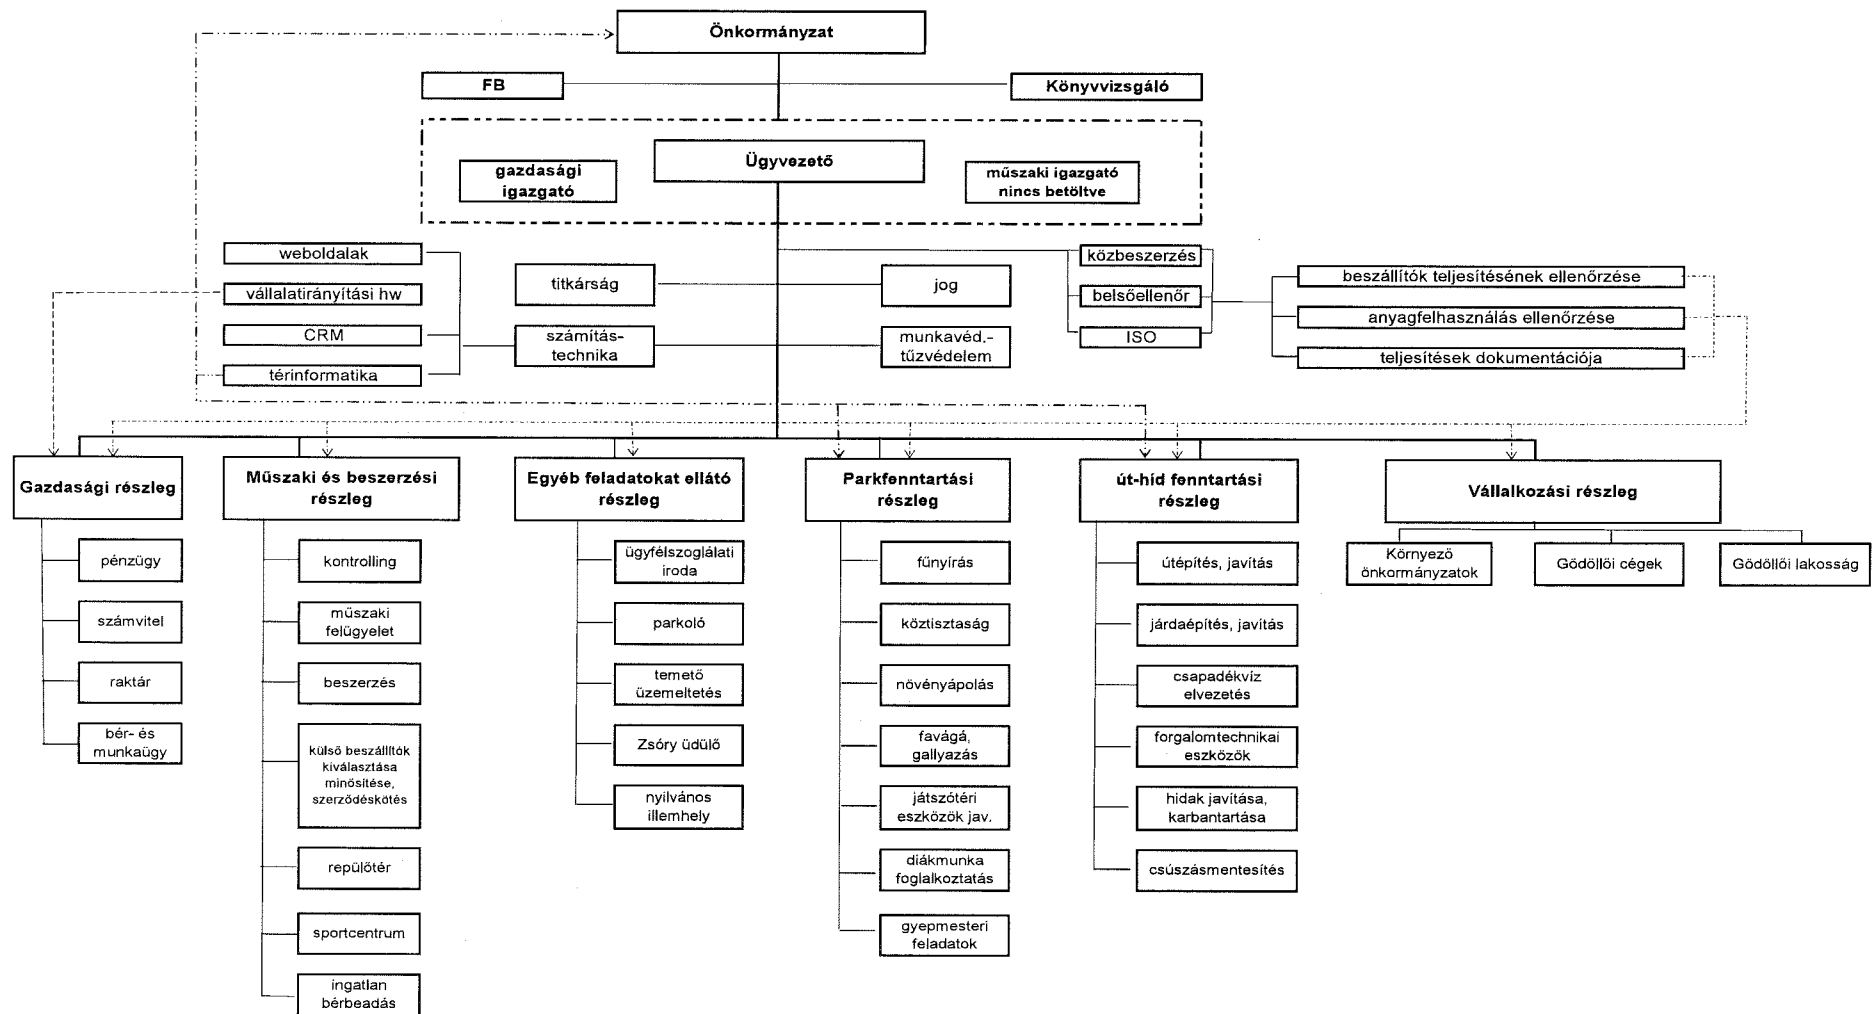 Önkormányzat
FB
Könyvvizsgáló
Ügyvezető
gazdasági
igazgató
műszaki igazgató
nincs betöltve
weboldalak
vállalatirányítási hw
CRM
térinformatika
titkárság
számítás-
technika
jog
munkavéd.-
tűzvédelem
közbeszerzés
belsőellenőr
ISO
beszállítók teljesítésének ellenőrzése
anyagfelhasználás ellenőrzése
teljesítések dokumentációja
Gazdasági részleg
pénzügy
számvitel
raktár
bér- és
munkaügy
Műszaki és beszerzési
részleg
kontrolling
műszaki
felügyelet
beszerzés
külső beszállítók
kiválasztása
minősítése,
szerződéskötés
repülőtér
sportcentrum
ingatlan
bérbeadás
Egyéb feladatokat ellátó
részleg
ügyfélszoglálati
iroda
parkoló
temető
üzemeltetés
Zsóry üdülő
nyilvános
illemhely
Parkfenntartási
részleg
fűnyírás
köztisztaság
növényápolás
favágá,
gallyazás
játszótéri
eszközök jav.
diákmunka
foglalkoztatás
gyepmesteri
feladatok
út-híd fenntartási
részleg
útépítés, javítás
járdaépítés, javítás
csapadékvíz
elvezetés
forgalomtechnikai
eszközök
hidak javítása,
karbantartása
csúszásmentesítés
Vállalkozási részleg
Környező
önkormányzatok
Gödöllői cégek
Gödöllői lakosság